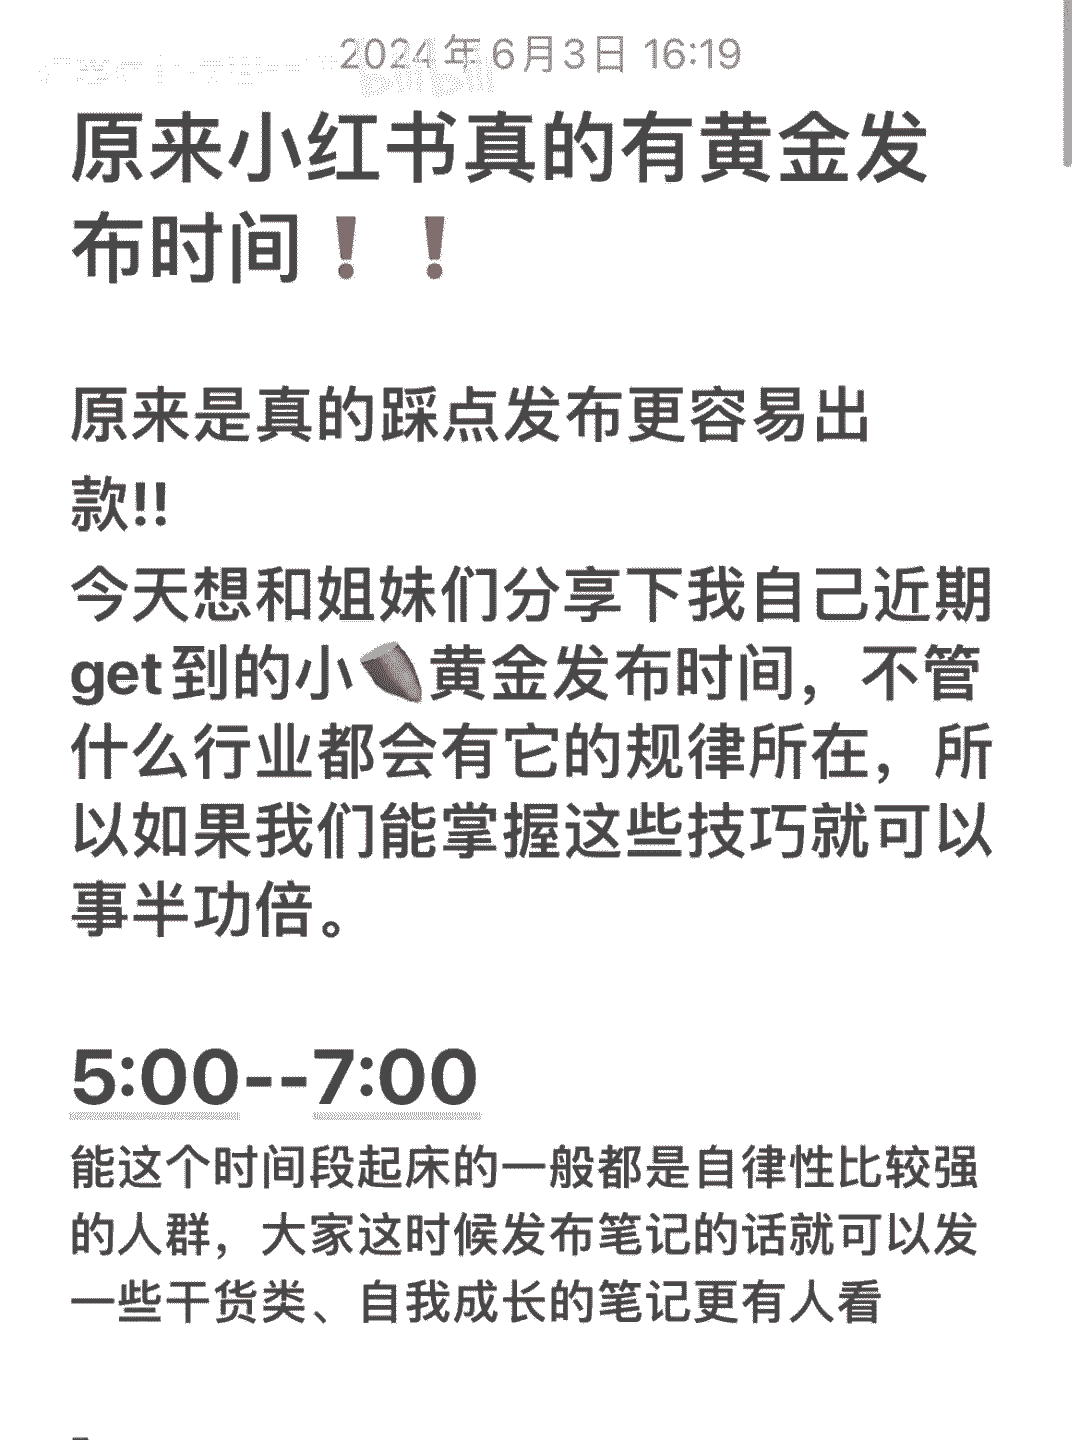 2024年6月3日 16:19
原来小红书真的有黄金发
布时间❗❗
原来是真的踩点发布更容易出
款!!
今天想和姐妹们分享下我自己近期
get到的小🍠黄金发布时间，不管
什么行业都会有它的规律所在，所
以如果我们能掌握这些技巧就可以
事半功倍。
5:00--7:00
能这个时间段起床的一般都是自律性比较强
的人群，大家这时候发布笔记的话就可以发
一些干货类、自我成长的笔记更有人看